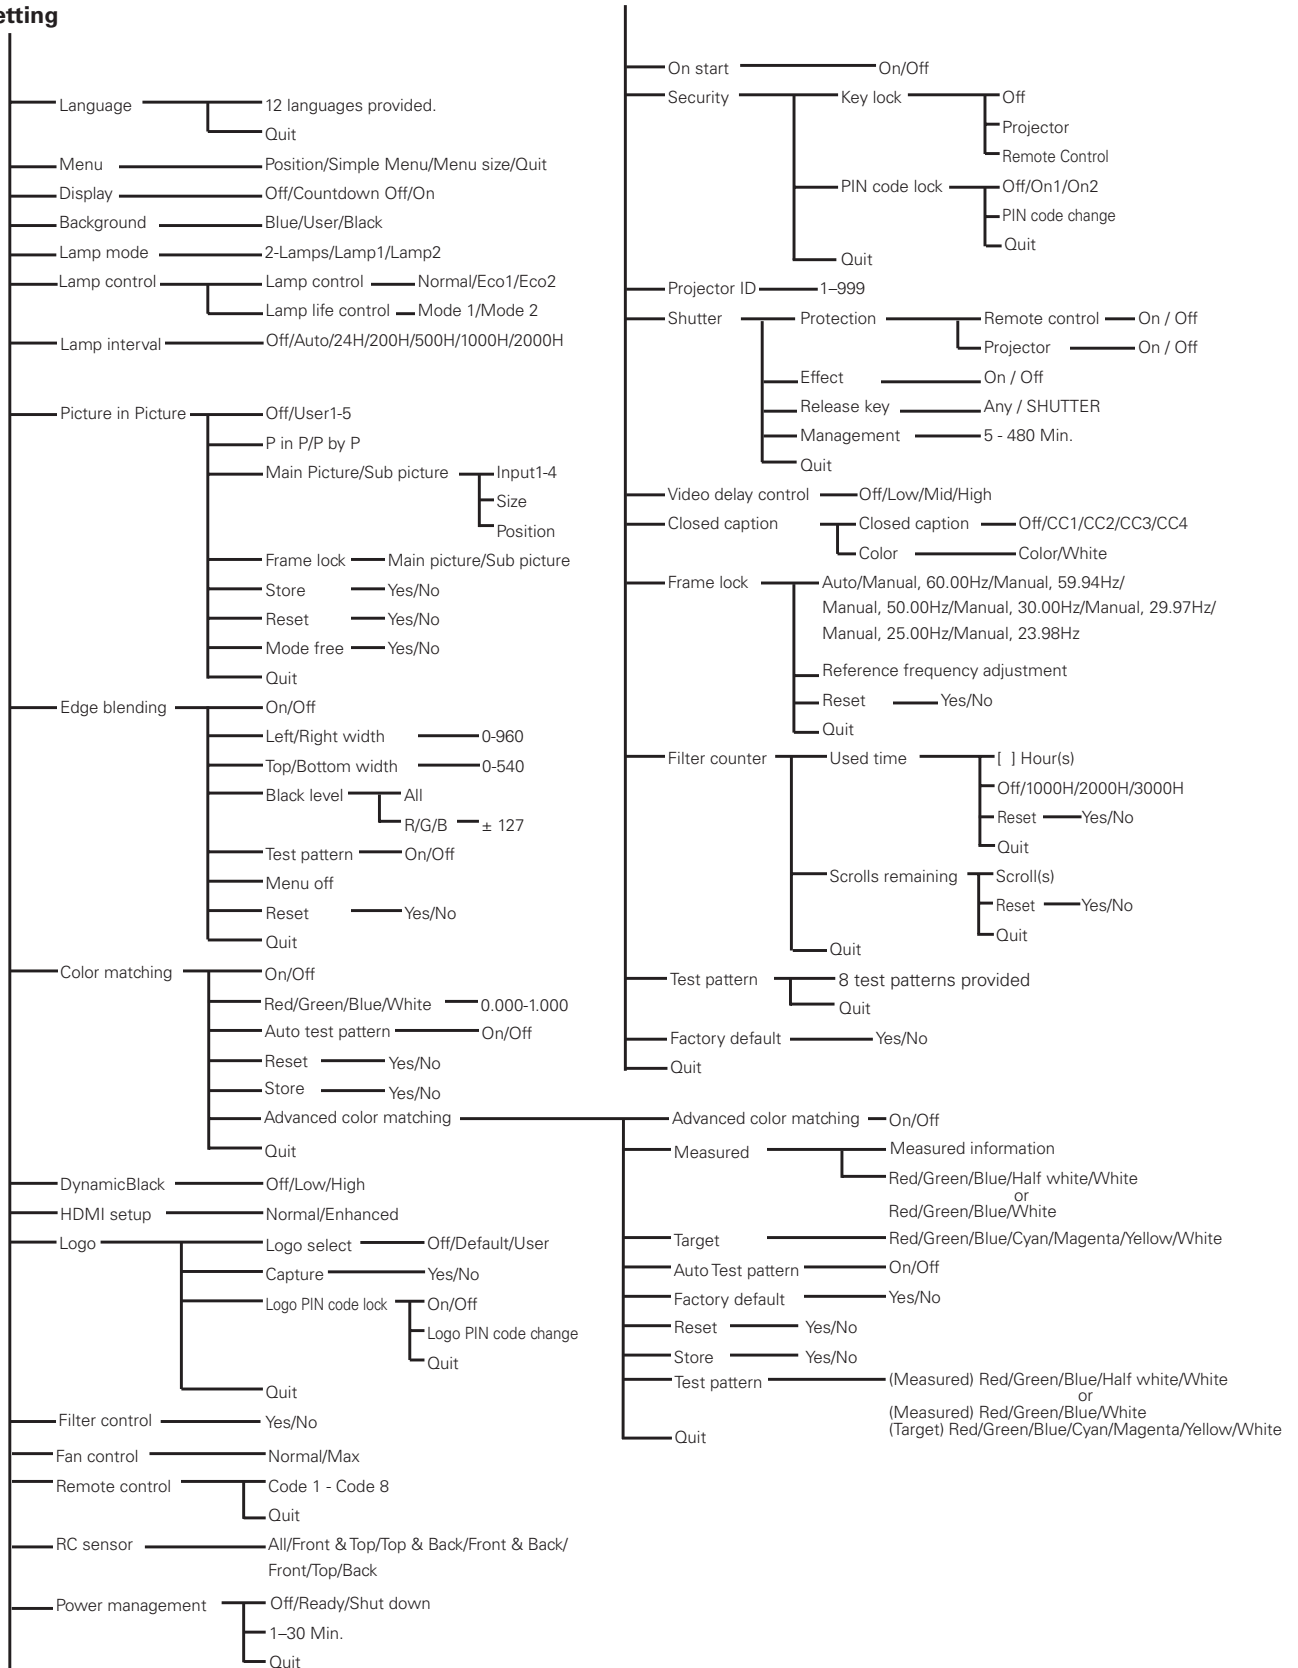 etting
Language 12 languages provided.
Quit
Menu Position/Simple Menu/Menu size/Quit
Display Off/Countdown Off/On
Background Blue/User/Black
Lamp mode 2-Lamps/Lamp1/Lamp2
Lamp control Lamp control Normal/Eco1/Eco2
Lamp life control Mode 1/Mode 2
Lamp interval Off/Auto/24H/200H/500H/1000H/2000H
Picture in Picture Off/User1-5
P in P/P by P
Main Picture/Sub picture Input1-4
Size
Position
Frame lock Main picture/Sub picture
Store Yes/No
Reset Yes/No
Mode free Yes/No
Quit
Edge blending On/Off
Left/Right width 0-960
Top/Bottom width 0-540
Black level All
R/G/B ± 127
Test pattern On/Off
Menu off
Reset Yes/No
Quit
Color matching On/Off
Red/Green/Blue/White 0.000-1.000
Auto test pattern On/Off
Reset Yes/No
Store Yes/No
Advanced color matching
Quit
DynamicBlack Off/Low/High
HDMI setup Normal/Enhanced
Logo Logo select Off/Default/User
Capture Yes/No
Logo PIN code lock On/Off
Logo PIN code change
Quit
Quit
Filter control Yes/No
Fan control Normal/Max
Remote control Code 1 - Code 8
Quit
RC sensor All/Front & Top/Top & Back/Front & Back/
Front/Top/Back
Power management Off/Ready/Shut down
1–30 Min.
Quit
On start On/Off
Security Key lock Off
Projector
Remote Control
PIN code lock Off/On1/On2
PIN code change
Quit
Quit
Projector ID 1–999
Shutter Protection Remote control On / Off
Projector On / Off
Effect On / Off
Release key Any / SHUTTER
Management 5 - 480 Min.
Quit
Video delay control Off/Low/Mid/High
Closed caption Closed caption Off/CC1/CC2/CC3/CC4
Color Color/White
Frame lock Auto/Manual, 60.00Hz/Manual, 59.94Hz/
Manual, 50.00Hz/Manual, 30.00Hz/Manual, 29.97Hz/
Manual, 25.00Hz/Manual, 23.98Hz
Reference frequency adjustment
Reset Yes/No
Quit
Filter counter Used time [ ] Hour(s)
Off/1000H/2000H/3000H
Reset Yes/No
Quit
Scrolls remaining Scroll(s)
Reset Yes/No
Quit
Quit
Test pattern 8 test patterns provided
Quit
Factory default Yes/No
Quit
Advanced color matching On/Off
Measured Measured information
Red/Green/Blue/Half white/White
or
Red/Green/Blue/White
Target Red/Green/Blue/Cyan/Magenta/Yellow/White
Auto Test pattern On/Off
Factory default Yes/No
Reset Yes/No
Store Yes/No
Test pattern (Measured) Red/Green/Blue/Half white/White
or
(Measured) Red/Green/Blue/White
(Target) Red/Green/Blue/Cyan/Magenta/Yellow/White
Quit